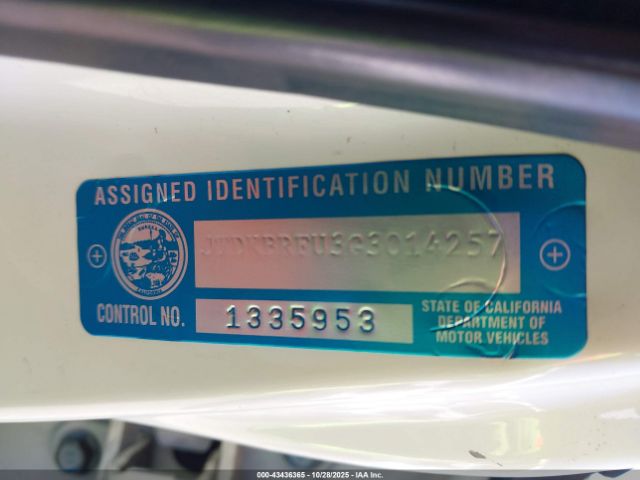 ASSIGNED IDENTIFICATION NUMBER
JTDKBRFU3G3014257
CONTROL NO.
1335953
STATE OF CALIFORNIA
DEPARTMENT OF
MOTOR VEHICLES
000-43436365 - 10/28/2025 - IAA Inc.